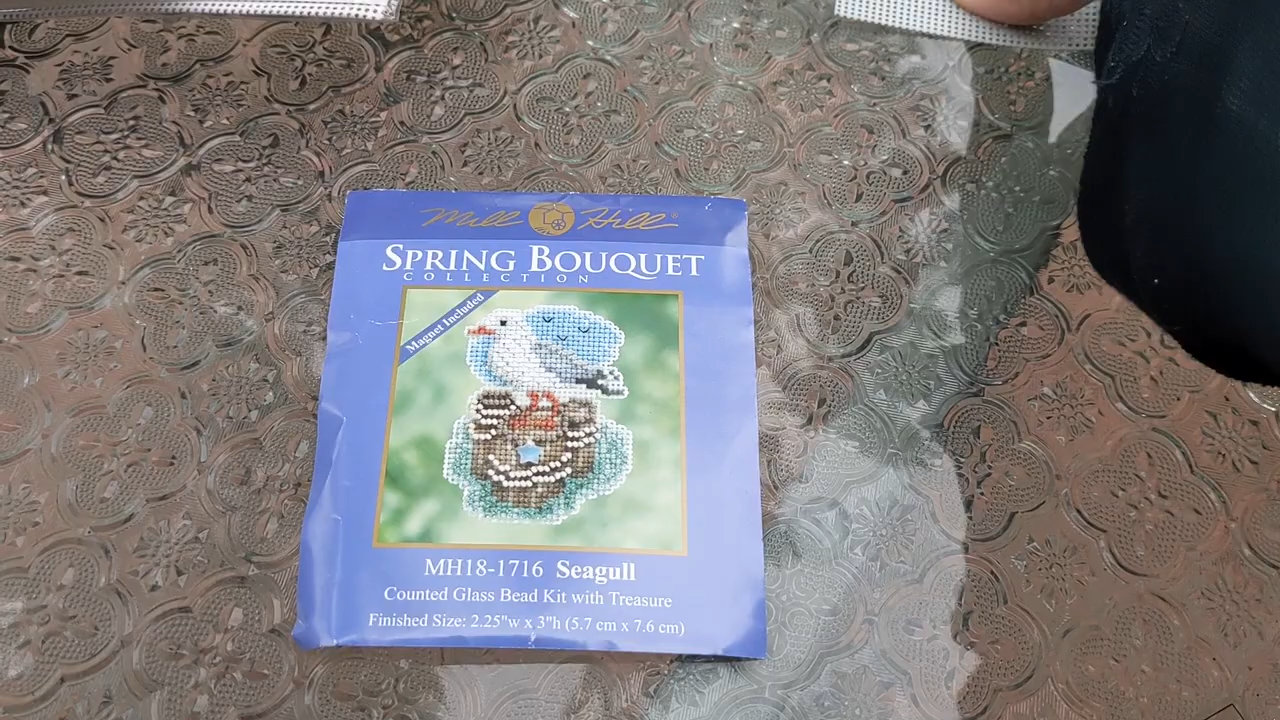 Mill Hill®
SPRING BOUQUET
COLLECTION
Magnet Included
MH18-1716 Seagull
Counted Glass Bead Kit with Treasure
Finished Size: 2.25"w x 3"h (5.7 cm x 7.6 cm)